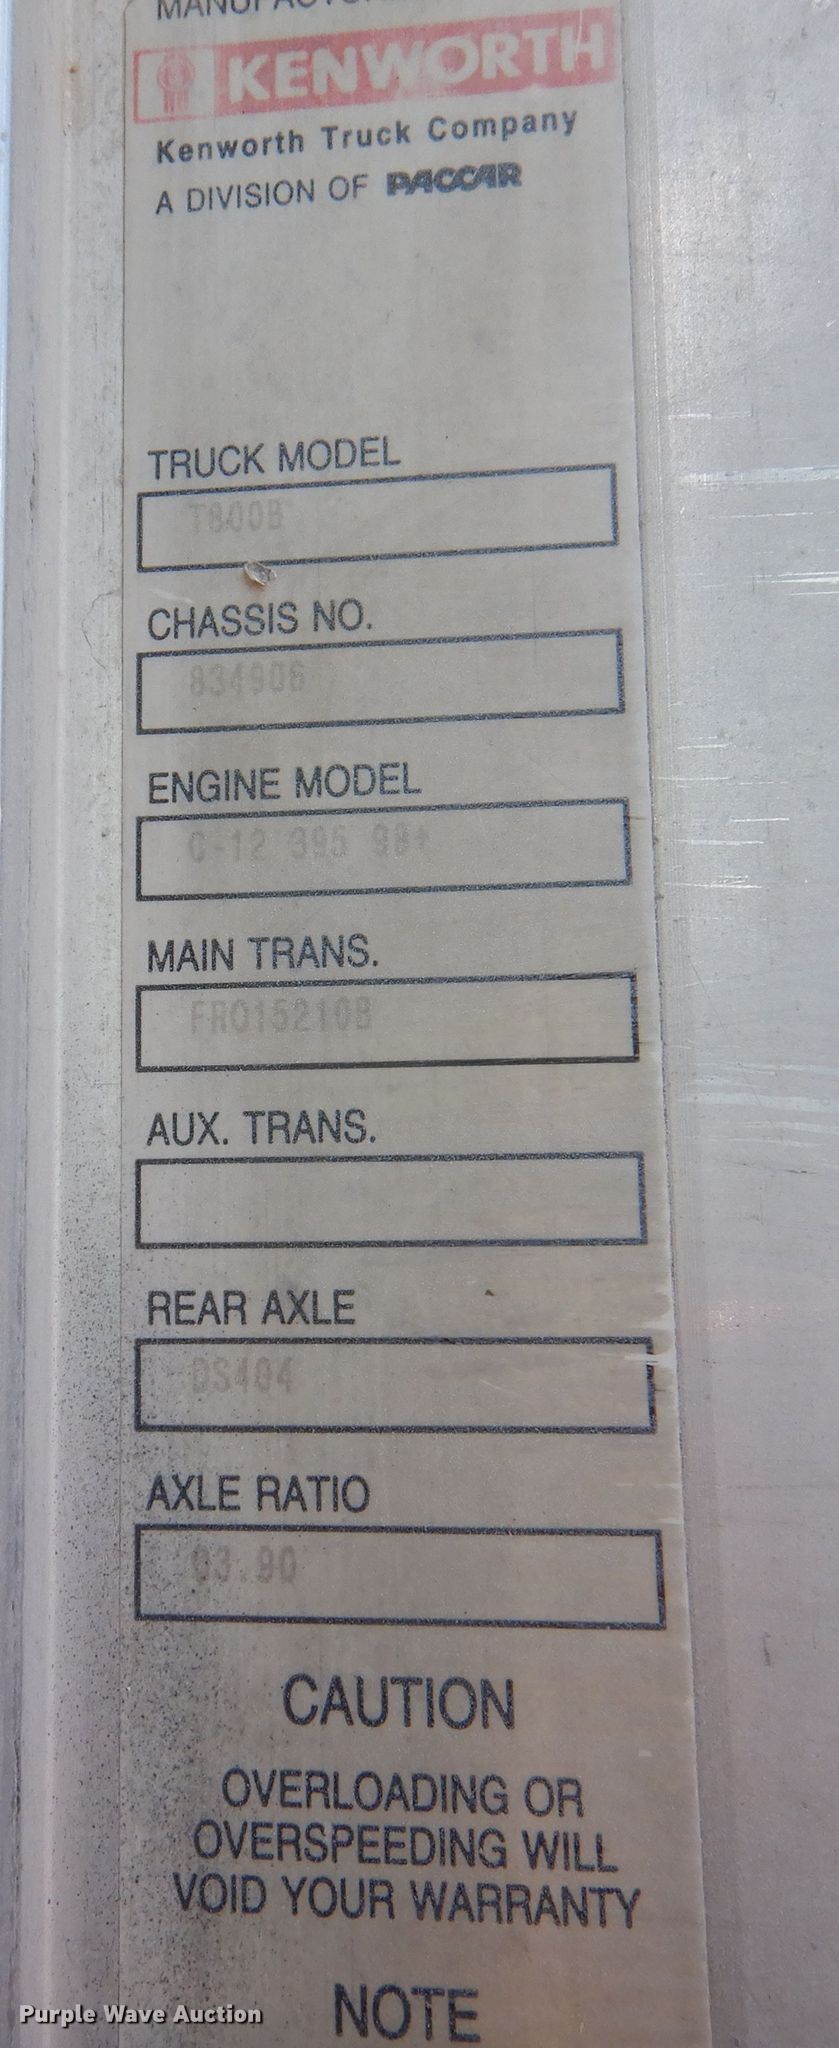 KENWORTH
Kenworth Truck Company
A DIVISION OF PACCAR
TRUCK MODEL
T800B
CHASSIS NO.
834906
ENGINE MODEL
C-12 395 98+
MAIN TRANS.
FRO15210B
AUX. TRANS.
REAR AXLE
DS404
AXLE RATIO
03.90
CAUTION
OVERLOADING OR
OVERSPEEDING WILL
VOID YOUR WARRANTY
NOTE
Purple Wave Auction